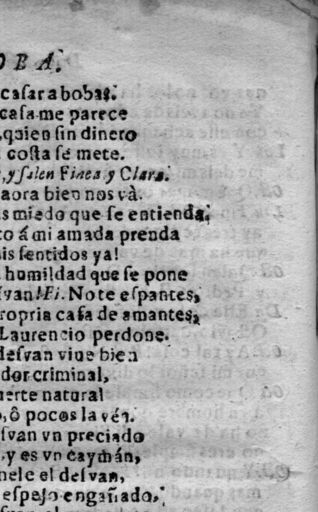 O B A.
casar a bobas.
casa me parece
,quien sin dinero
costa se mete.
, y salen Finea, y Clara.
aora bien nos và.
s miedo que se entienda,
to á mi amada prenda
is sentidos ya!
humildad que se pone
svan! Fi. No te espantes,
ropria casa de amantes,
Laurencio perdone.
desvan viue bien
dor criminal,
uerte natural
, ô pocos la vén.
svan vn preciado
, y es vn caymán,
nele el desvan,
espejo engañado,